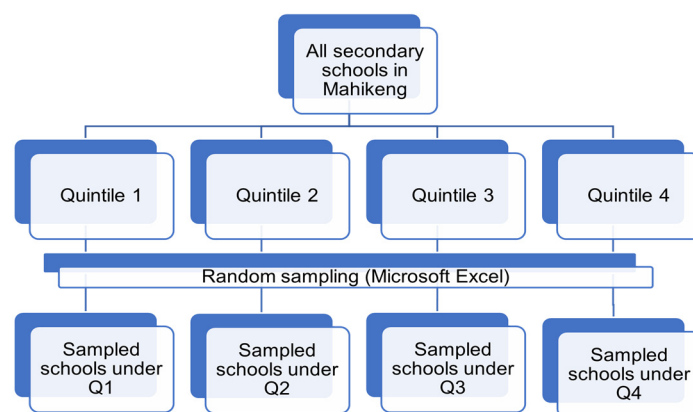 All secondary
schools in
Mahikeng
Quintile 1
Quintile 2
Quintile 3
Quintile 4
Random sampling (Microsoft Excel)
Sampled
schools under
Q1
Sampled
schools under
Q2
Sampled
schools under
Q3
Sampled
schools under
Q4